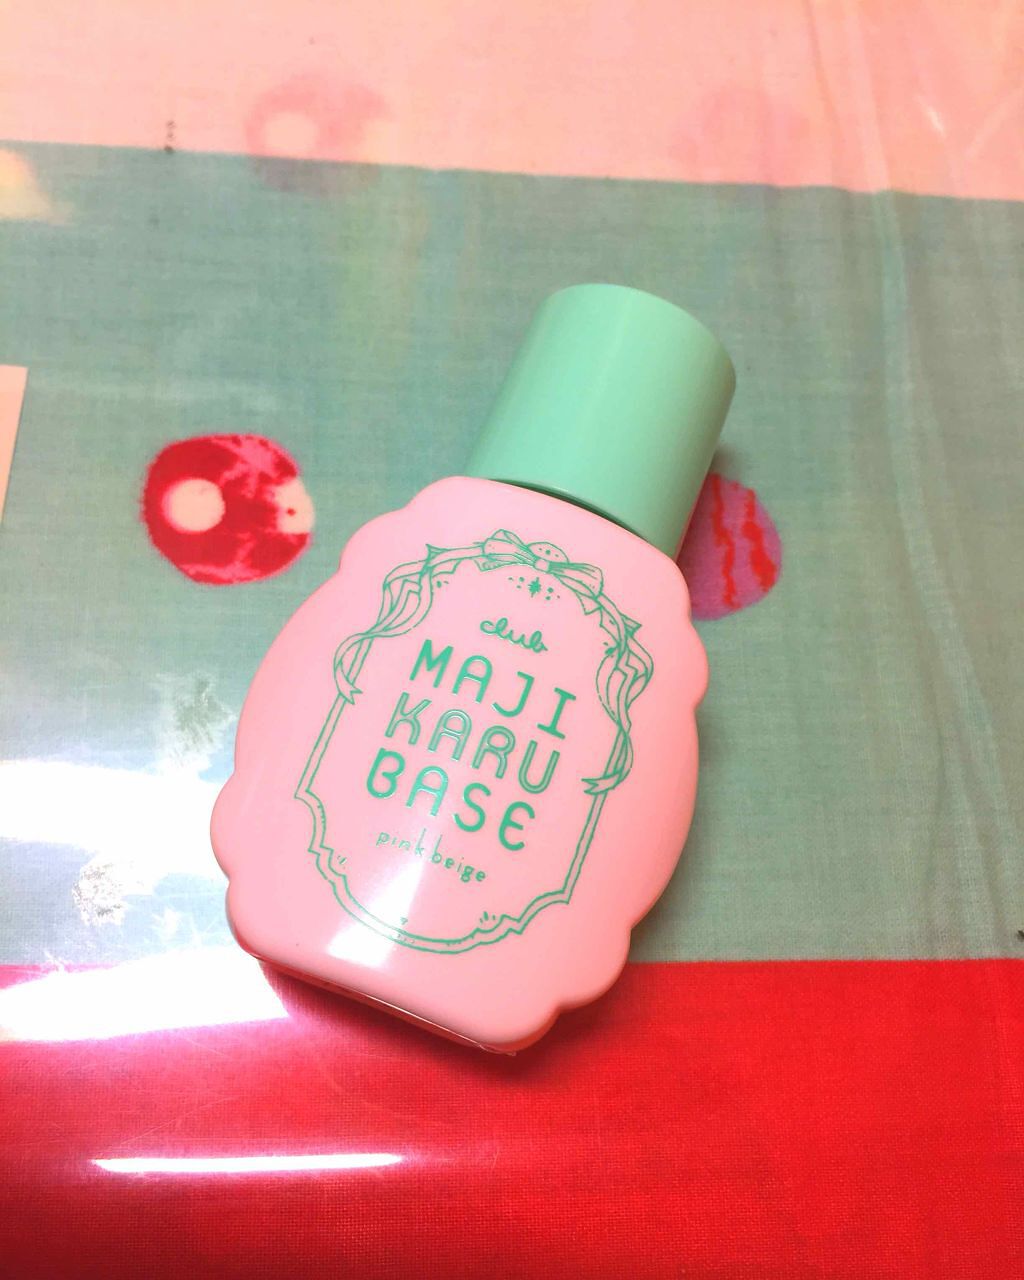 club
MAJI
KARU
BASE
pink beige